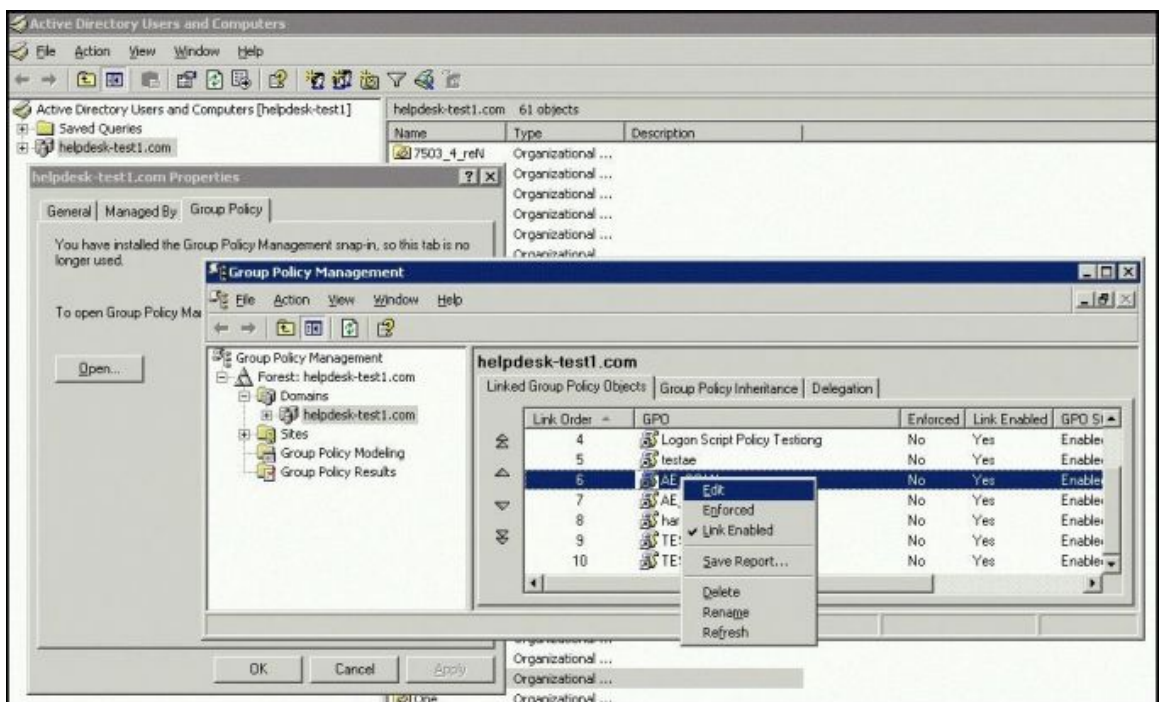 Active Directory Users and Computers
File Action View Window Help
Active Directory Users and Computers [helpdesk-test1]
Saved Queries
helpdesk-test1.com
helpdesk-test1.com 61 objects
Name Type Description
7503_4_reN Organizational ...
Organizational ...
Organizational ...
Organizational ...
Organizational ...
Organizational
helpdesk-test1.com Properties
General Managed By Group Policy
You have installed the Group Policy Management snap-in, so this tab is no
longer used.
To open Group Policy Ma
Open...
Group Policy Management
File Action View Window Help
Group Policy Management
Forest: helpdesk-test1.com
Domains
helpdesk-test1.com
Sites
Group Policy Modeling
Group Policy Results
helpdesk-test1.com
Linked Group Policy Objects Group Policy Inheritance Delegation
Link Order GPO Enforced Link Enabled GPO St
4 Logon Script Policy Testiong No Yes Enable
5 testae No Yes Enable
6 AE No Yes Enable
7 AE_ No Yes Enable
8 har No Yes Enable
9 TE No Yes Enable
10 TE No Yes Enable
Edit
Enforced
Link Enabled
Save Report...
Delete
Rename
Refresh
OK Cancel Apply
Organizational ...
Organizational ...
One Organizational ...